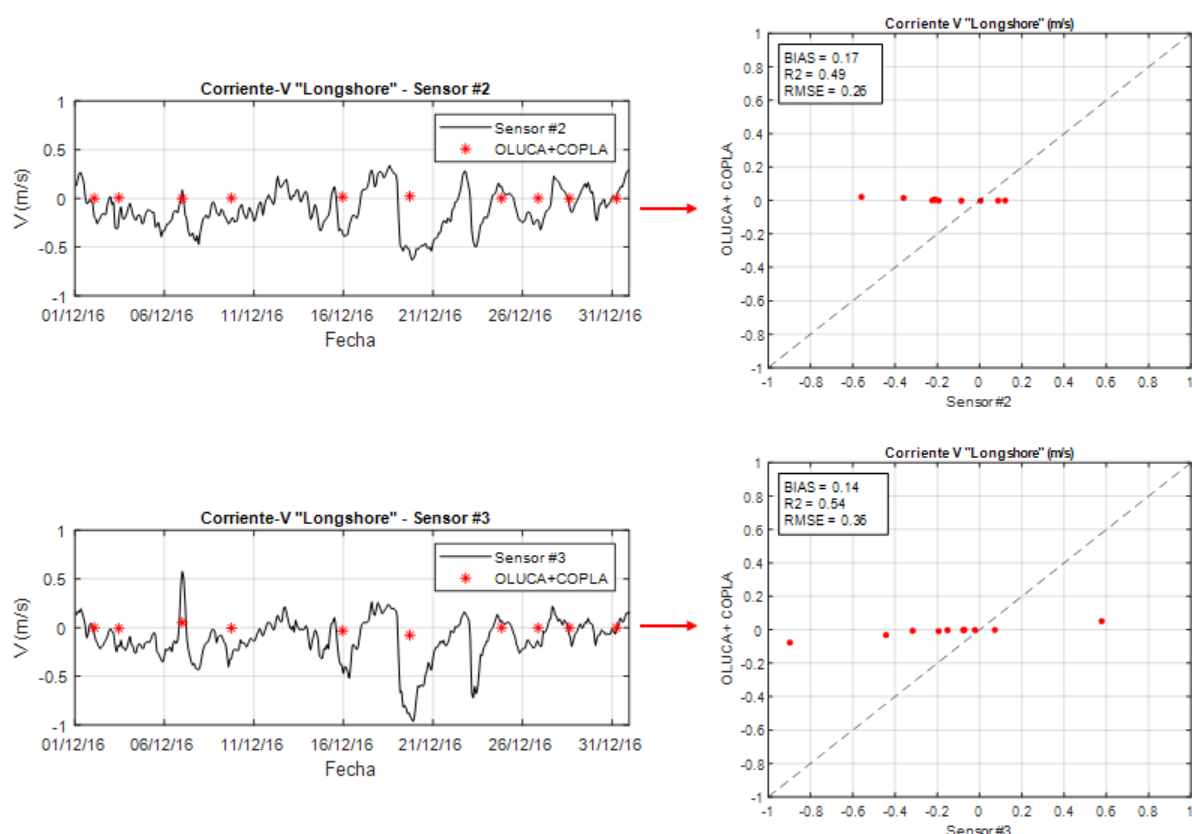 Corriente-V "Longshore" - Sensor #2
V (m/s)
1
0.5
0
-0.5
-1
Sensor #2
OLUCA+COPLA
01/12/16 06/12/16 11/12/16 16/12/16 21/12/16 26/12/16 31/12/16
Fecha
Corriente V "Longshore" (m/s)
BIAS = 0.17
R2 = 0.49
RMSE = 0.26
OLUCA+ COPLA
1
0.8
0.6
0.4
0.2
0
-0.2
-0.4
-0.6
-0.8
-1
-1 -0.8 -0.6 -0.4 -0.2 0 0.2 0.4 0.6 0.8 1
Sensor#2
Corriente-V "Longshore" - Sensor #3
V (m/s)
1
0.5
0
-0.5
-1
Sensor #3
OLUCA+COPLA
01/12/16 06/12/16 11/12/16 16/12/16 21/12/16 26/12/16 31/12/16
Fecha
Corriente V "Longshore" (m/s)
BIAS = 0.14
R2 = 0.54
RMSE = 0.36
OLUCA+ COPLA
1
0.8
0.6
0.4
0.2
0
-0.2
-0.4
-0.6
-0.8
-1
-1 -0.8 -0.6 -0.4 -0.2 0 0.2 0.4 0.6 0.8 1
Sensor#3